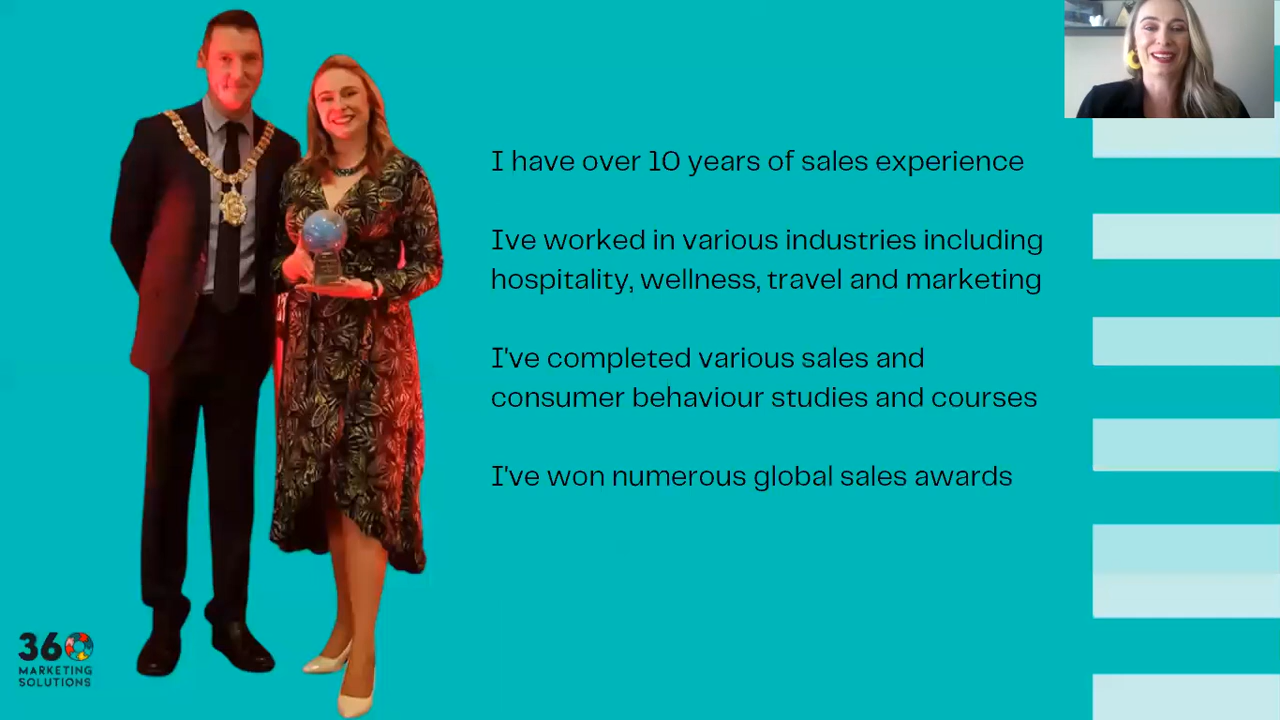 I have over 10 years of sales experience
Ive worked in various industries including
hospitality, wellness, travel and marketing
I've completed various sales and
consumer behaviour studies and courses
I've won numerous global sales awards
360
MARKETING
SOLUTIONS